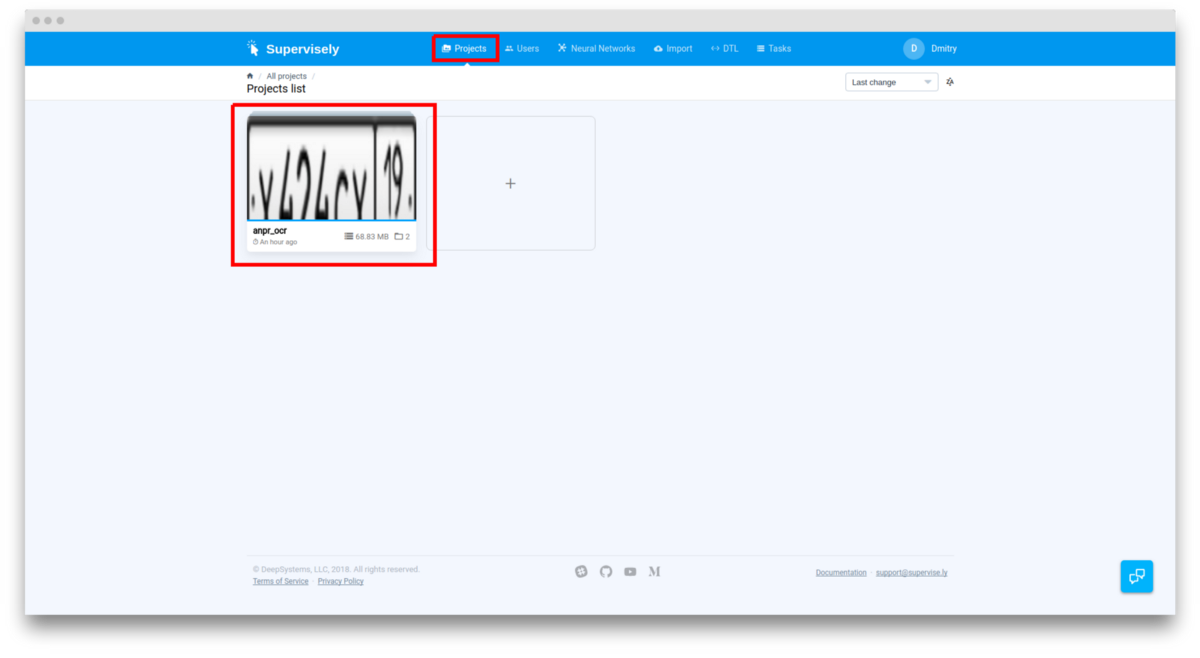 Supervisely
Projects
Users
Neural Networks
Import
DTL
Tasks
D
Dmitry
/ All projects /
Projects list
Last change
y424cy 19
anpr_ocr
68.83 MB
2
An hour ago
+
© DeepSystems, LLC, 2018. All rights reserved.
Terms of Service · Privacy Policy
M
Documentation · support@supervise.ly